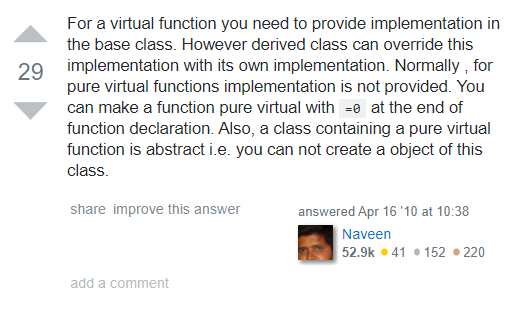 For a virtual function you need to provide implementation in
the base class. However derived class can override this
implementation with its own implementation. Normally , for
pure virtual functions implementation is not provided. You
can make a function pure virtual with =0 at the end of
function declaration. Also, a class containing a pure virtual
function is abstract i.e. you can not create a object of this
class.
29
share improve this answer
answered Apr 16 '10 at 10:38
Naveen
52.9k 41 152 220
add a comment